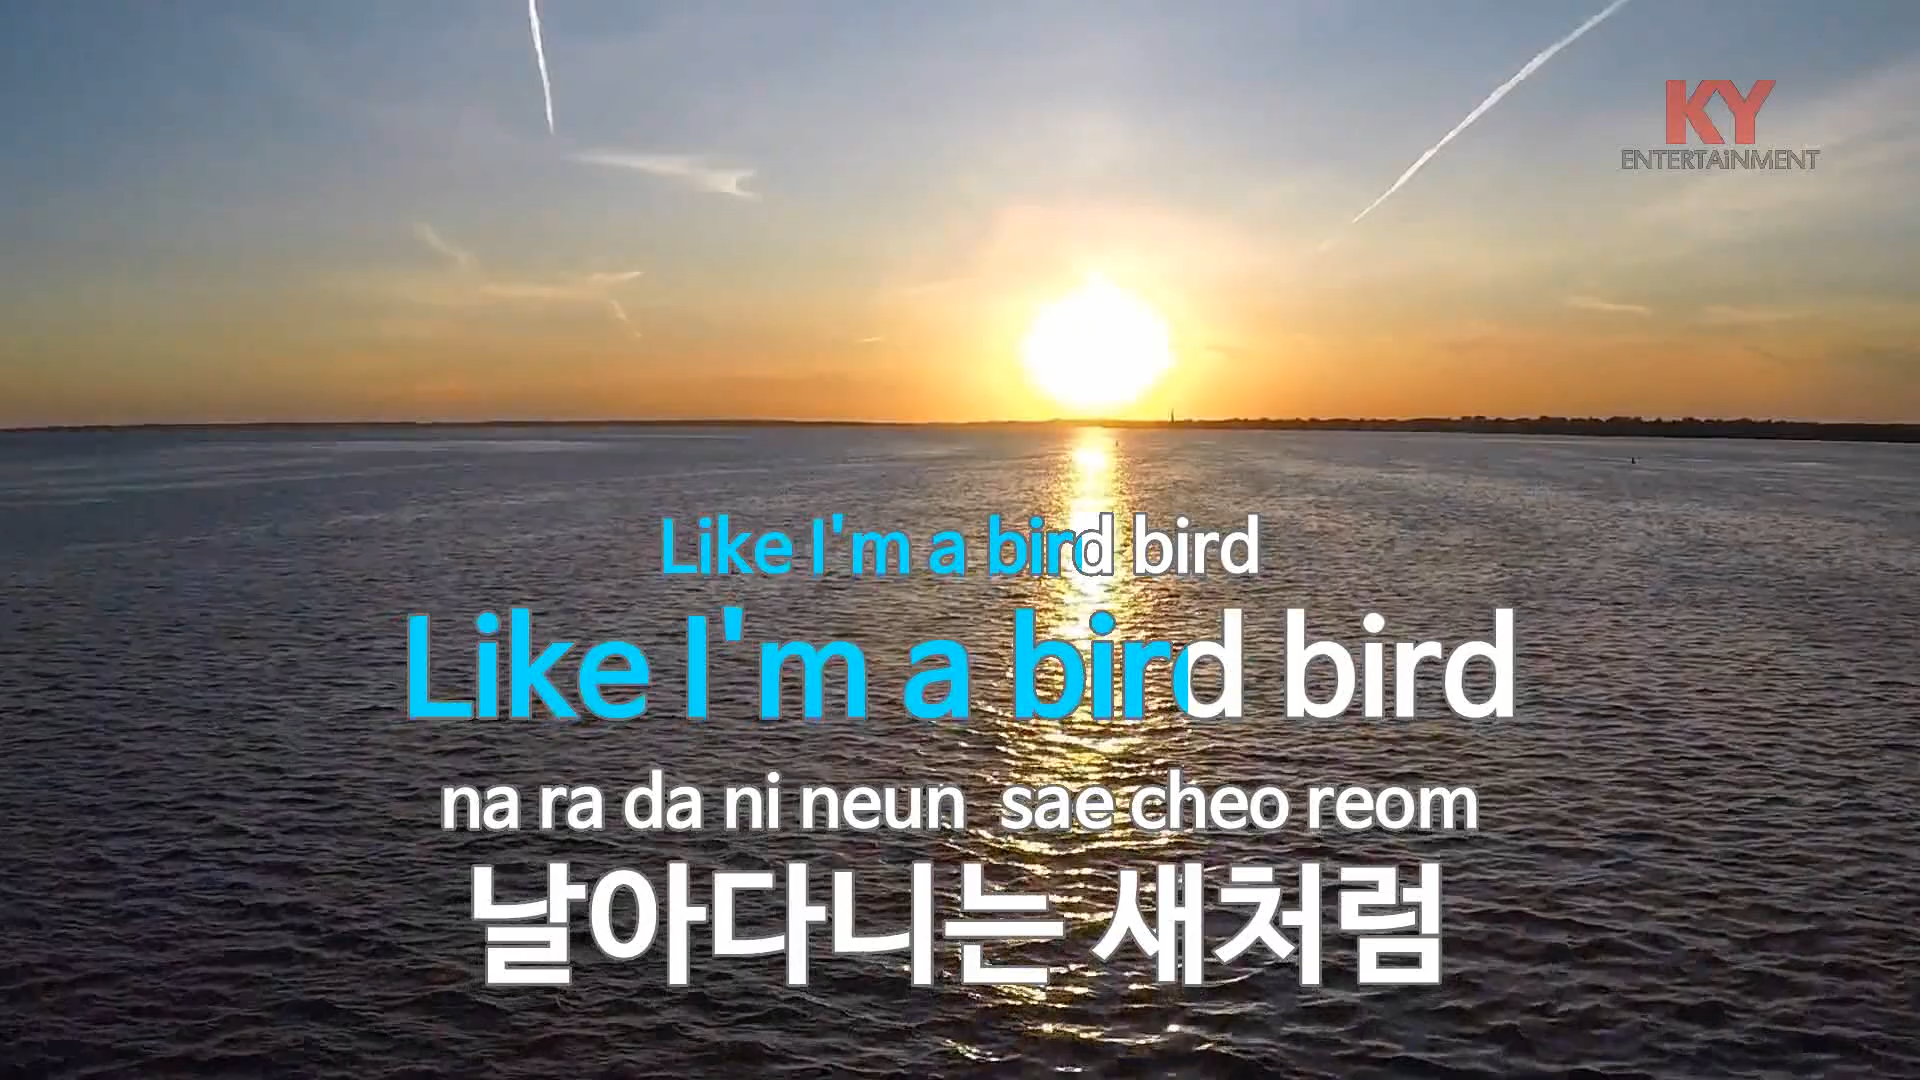 KY
ENTERTAiNMENT
Like I'm a bird bird
Like I'm a bird bird
na ra da ni neun sae cheo reom
날아다니는 새처럼